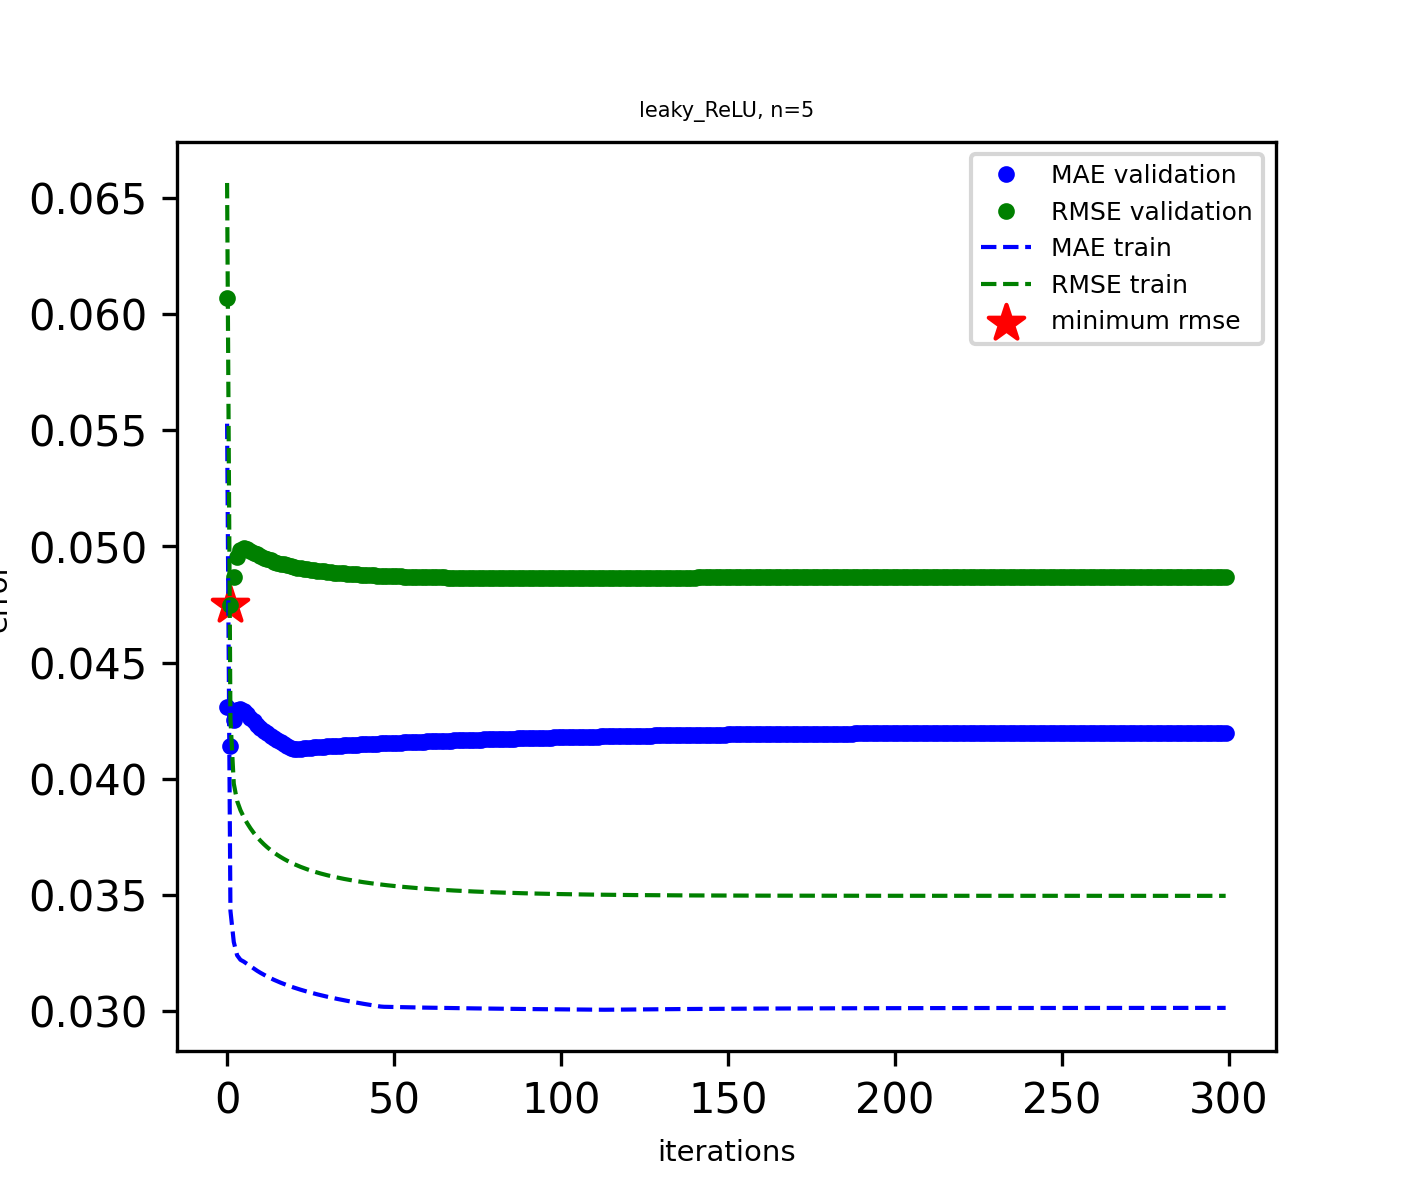 leaky_ReLU, n=5
MAE validation
RMSE validation
MAE train
RMSE train
minimum rmse
0.065
0.060
0.055
0.050
0.045
0.040
0.035
0.030
0 50 100 150 200 250 300
iterations